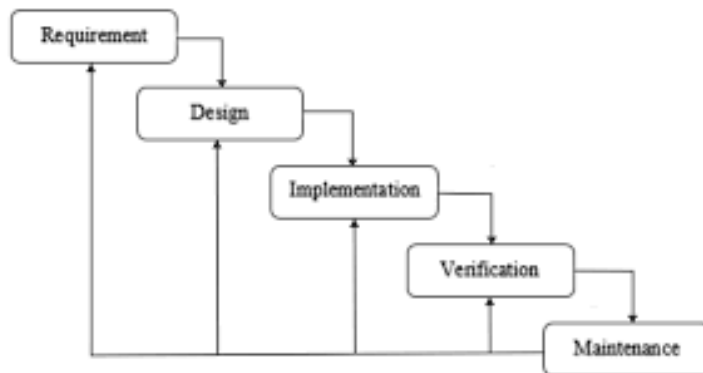 Requirement
Design
Implementation
Verification
Maintenance